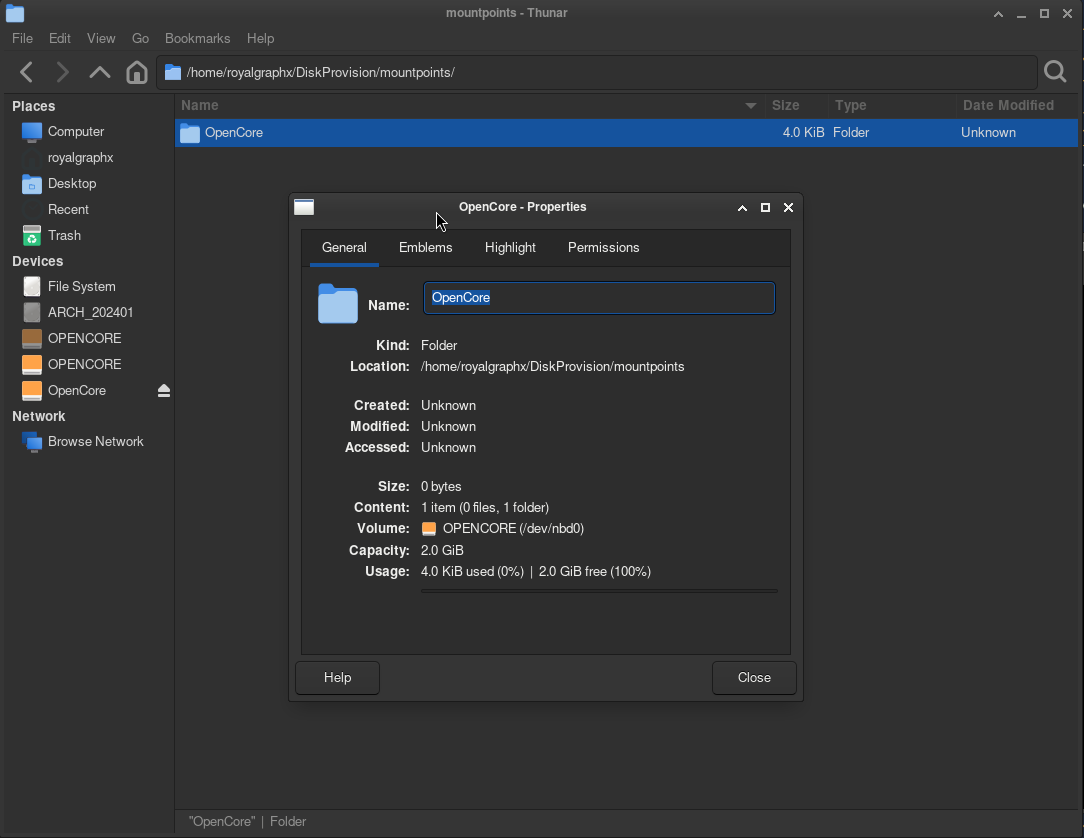 mountpoints - Thunar
File Edit View Go Bookmarks Help
/home/royalgraphx/DiskProvision/mountpoints/
Places
Computer
royalgraphx
Desktop
Recent
Trash
Devices
File System
ARCH_202401
OPENCORE
OPENCORE
OpenCore
Network
Browse Network
Name Size Type Date Modified
OpenCore 4.0 KiB Folder Unknown
OpenCore - Properties
General Emblems Highlight Permissions
Name: OpenCore
Kind: Folder
Location: /home/royalgraphx/DiskProvision/mountpoints
Created: Unknown
Modified: Unknown
Accessed: Unknown
Size: 0 bytes
Content: 1 item (0 files, 1 folder)
Volume: OPENCORE (/dev/nbd0)
Capacity: 2.0 GiB
Usage: 4.0 KiB used (0%) | 2.0 GiB free (100%)
Help Close
"OpenCore" | Folder